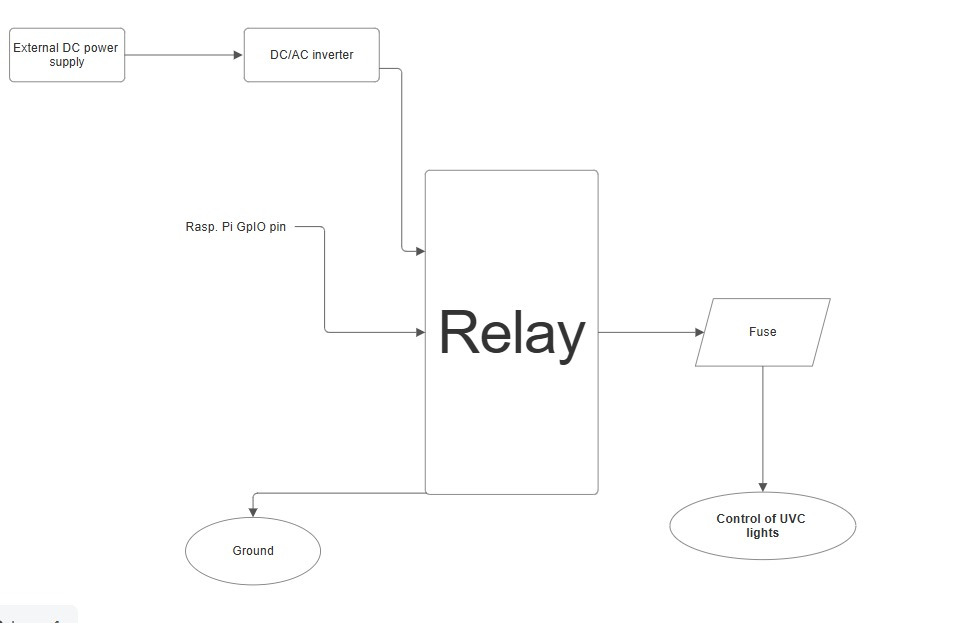 External DC power
supply
DC/AC inverter
Rasp. Pi GpIO pin
Relay
Fuse
Control of UVC
lights
Ground